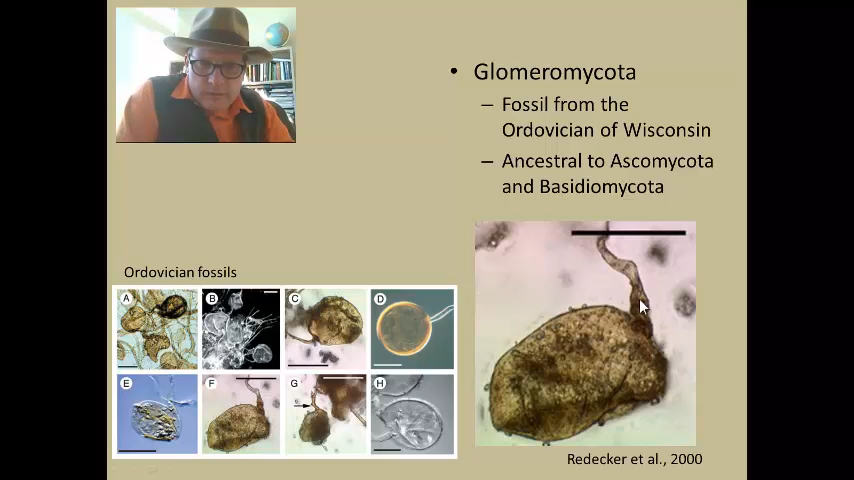 • Glomeromycota
– Fossil from the
Ordovician of Wisconsin
– Ancestral to Ascomycota
and Basidiomycota
Ordovician fossils
A
B
C
D
E
F
G
H
Redecker et al., 2000